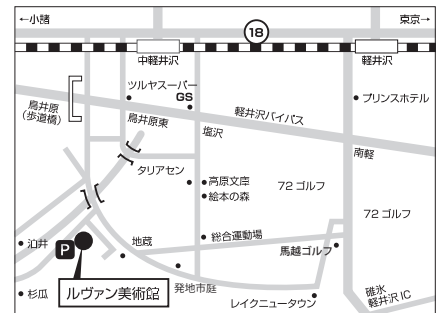 ←小諸
東京→
18
中軽井沢
軽井沢
ツルヤスーパー
GS
プリンスホテル
鳥井原
(歩道橋)
鳥井原東
軽井沢バイパス
塩沢
南軽
タリアセン
高原文庫
絵本の森
72ゴルフ
72ゴルフ
泊井
P
地蔵
総合運動場
馬越ゴルフ
杉瓜
ルヴァン美術館
発地市庭
レイクニュータウン
碓氷
軽井沢IC